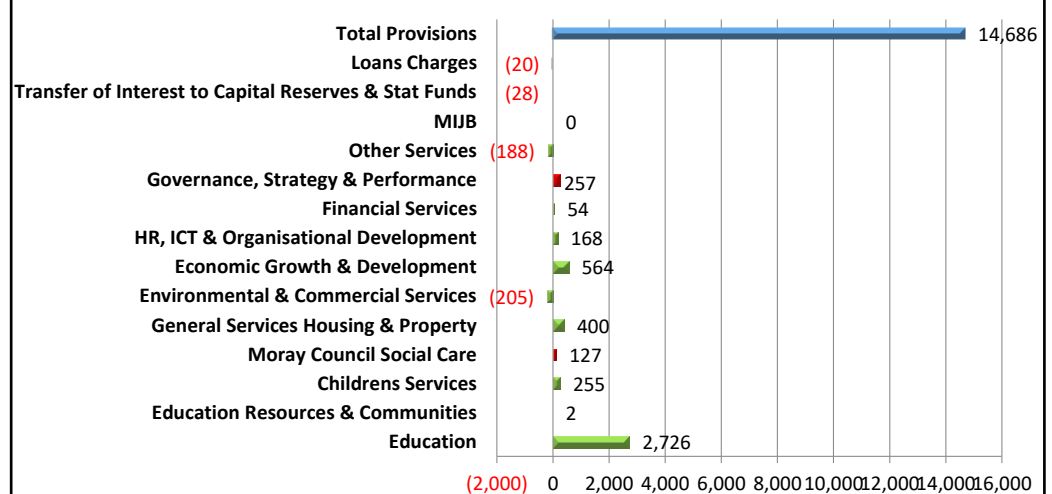 Total Provisions 14,686
Loans Charges (20)
Transfer of Interest to Capital Reserves & Stat Funds (28)
MIJB 0
Other Services (188)
Governance, Strategy & Performance 257
Financial Services 54
HR, ICT & Organisational Development 168
Economic Growth & Development 564
Environmental & Commercial Services (205)
General Services Housing & Property 400
Moray Council Social Care 127
Childrens Services 255
Education Resources & Communities 2
Education 2,726
(2,000) 0 2,000 4,000 6,000 8,000 10,000 12,000 14,000 16,000